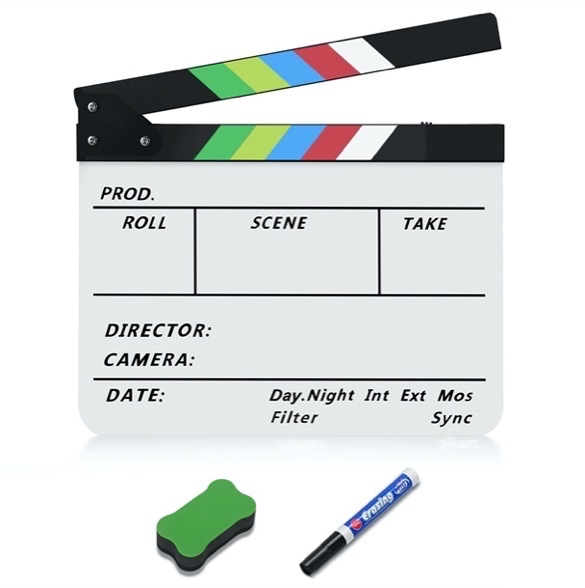 PROD.
ROLL SCENE TAKE
DIRECTOR:
CAMERA:
DATE: Day.Night Int Ext Mos
Filter Sync
Erasing